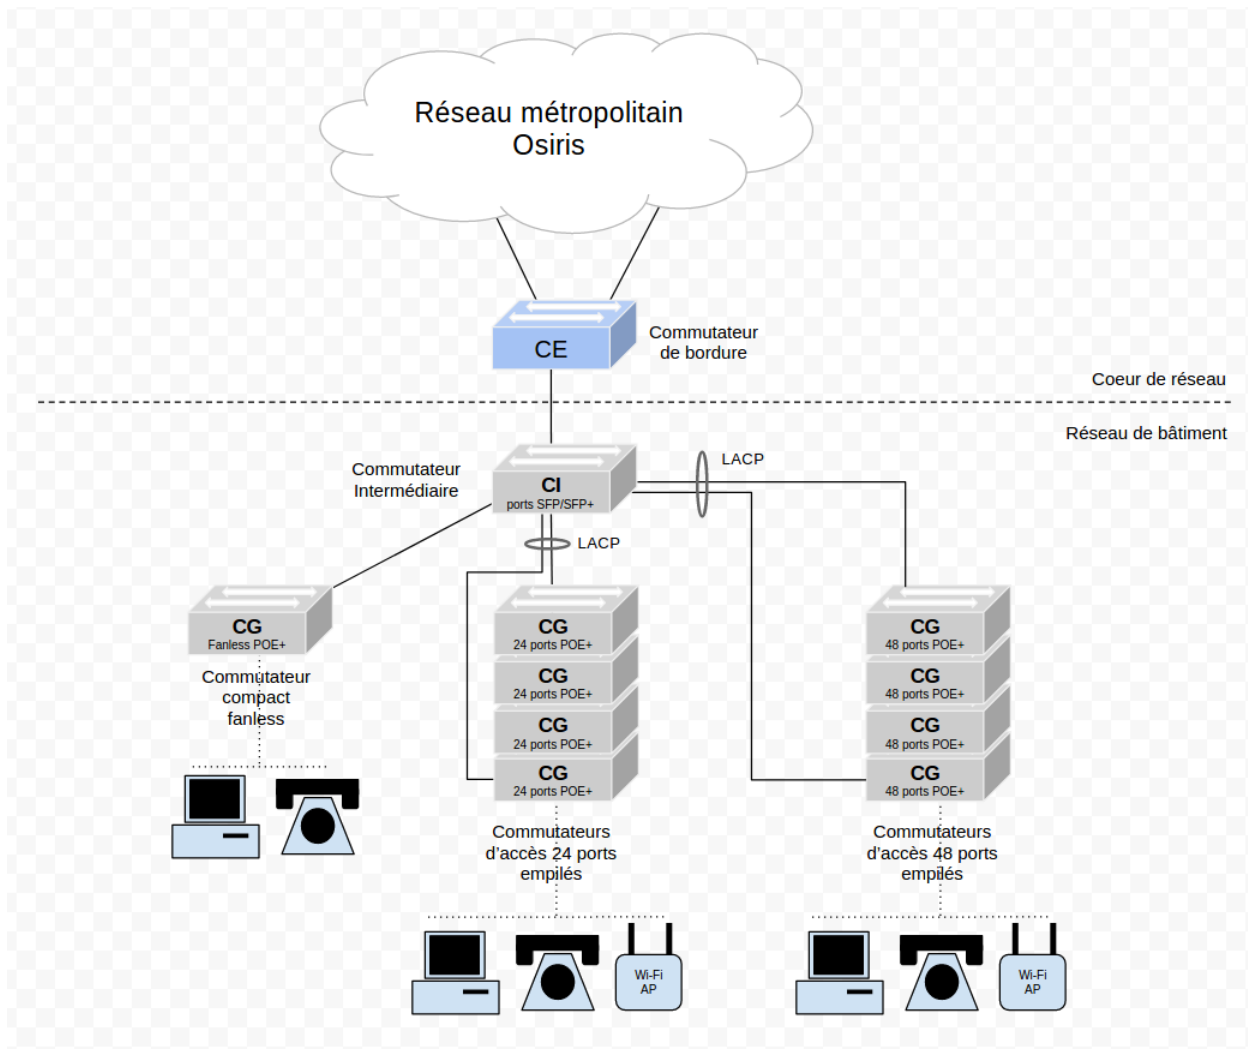 Réseau métropolitain
Osiris
CE
Commutateur
de bordure
Coeur de réseau
Réseau de bâtiment
Commutateur
Intermédiaire
CI
ports SFP/SFP+
LACP
LACP
CG
Fanless POE+
Commutateur
compact
fanless
CG
24 ports POE+
CG
24 ports POE+
CG
24 ports POE+
CG
24 ports POE+
Commutateurs
d'accès 24 ports
empilés
CG
48 ports POE+
CG
48 ports POE+
CG
48 ports POE+
CG
48 ports POE+
Commutateurs
d'accès 48 ports
empilés
Wi-Fi
AP
Wi-Fi
AP